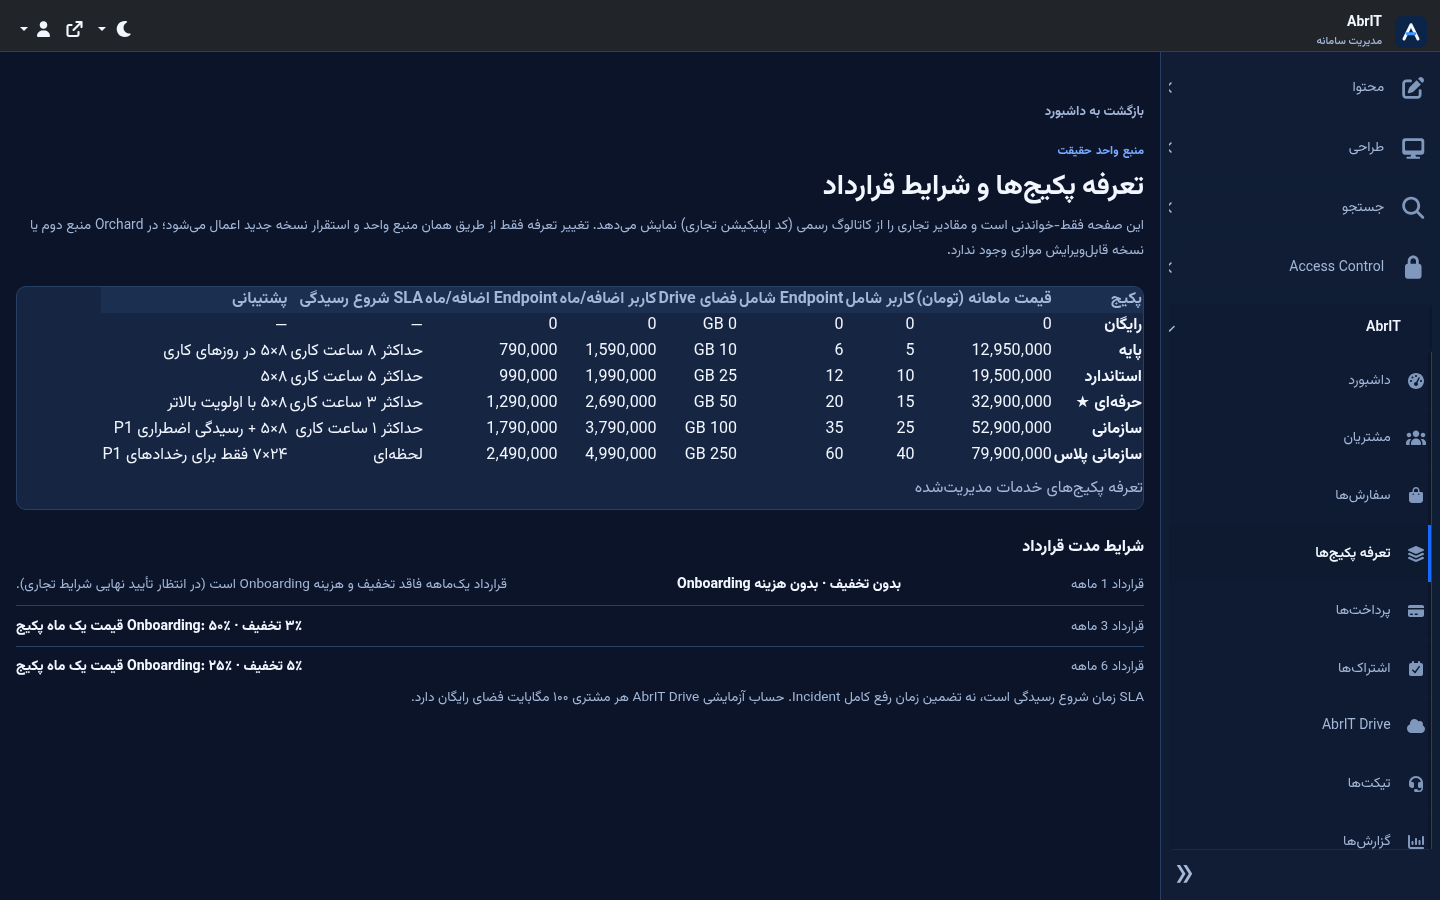 AbrIT
مدیریت سامانه
محتوا
طراحی
جستجو
Access Control
AbrIT
داشبورد
مشتریان
سفارش‌ها
تعرفه پکیج‌ها
پرداخت‌ها
اشتراک‌ها
AbrIT Drive
تیکت‌ها
گزارش‌ها
بازگشت به داشبورد
منبع واحد حقیقت
تعرفه پکیج‌ها و شرایط قرارداد
این صفحه فقط-خواندنی است و مقادیر تجاری را از کاتالوگ رسمی (کد اپلیکیشن تجاری) نمایش می‌دهد. تغییر تعرفه فقط از طریق همان منبع واحد و استقرار نسخه جدید اعمال می‌شود؛ در Orchard منبع دوم یا
نسخه قابل‌ویرایش موازی وجود ندارد.
پکیج قیمت ماهانه (تومان) کاربر شامل Endpoint شامل فضای Drive کاربر اضافه/ماه Endpoint اضافه/ماه SLA شروع رسیدگی پشتیبانی
رایگان 0 0 0 0 GB 0 0 — —
پایه 12,950,000 5 6 10 GB 1,590,000 790,000 حداکثر ۸ ساعت کاری ۸×۵ در روزهای کاری
استاندارد 19,500,000 10 12 25 GB 1,990,000 990,000 حداکثر ۵ ساعت کاری ۸×۵
حرفه‌ای ★ 32,900,000 15 20 50 GB 2,690,000 1,290,000 حداکثر ۳ ساعت کاری ۸×۵ با اولویت بالاتر
سازمانی 52,900,000 25 35 100 GB 3,790,000 1,790,000 حداکثر ۱ ساعت کاری ۸×۵ + رسیدگی اضطراری P1
سازمانی پلاس 79,900,000 40 60 250 GB 4,990,000 2,490,000 لحظه‌ای ۲۴×۷ فقط برای رخدادهای P1
تعرفه پکیج‌های خدمات مدیریت‌شده
شرایط مدت قرارداد
قرارداد 1 ماهه بدون تخفیف · بدون هزینه Onboarding قرارداد یک‌ماهه فاقد تخفیف و هزینه Onboarding است (در انتظار تأیید نهایی شرایط تجاری).
قرارداد 3 ماهه ۳٪ تخفیف · Onboarding: ۵۰٪ قیمت یک ماه پکیج
قرارداد 6 ماهه ۵٪ تخفیف · Onboarding: ۲۵٪ قیمت یک ماه پکیج
SLA زمان شروع رسیدگی است، نه تضمین زمان رفع کامل Incident. حساب آزمایشی AbrIT Drive هر مشتری ۱۰۰ مگابایت فضای رایگان دارد.